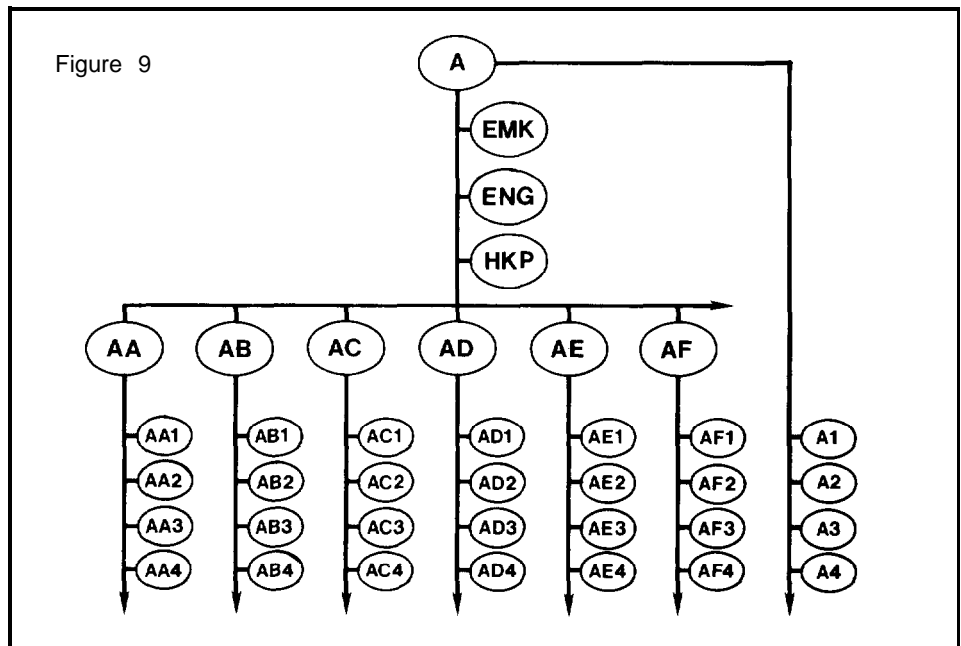 Figure 9
A
EMK
ENG
HKP
AA AB AC AD AE AF
AA1 AB1 AC1 AD1 AE1 AF1 A1
AA2 AB2 AC2 AD2 AE2 AF2 A2
AA3 AB3 AC3 AD3 AE3 AF3 A3
AA4 AB4 AC4 AD4 AE4 AF4 A4